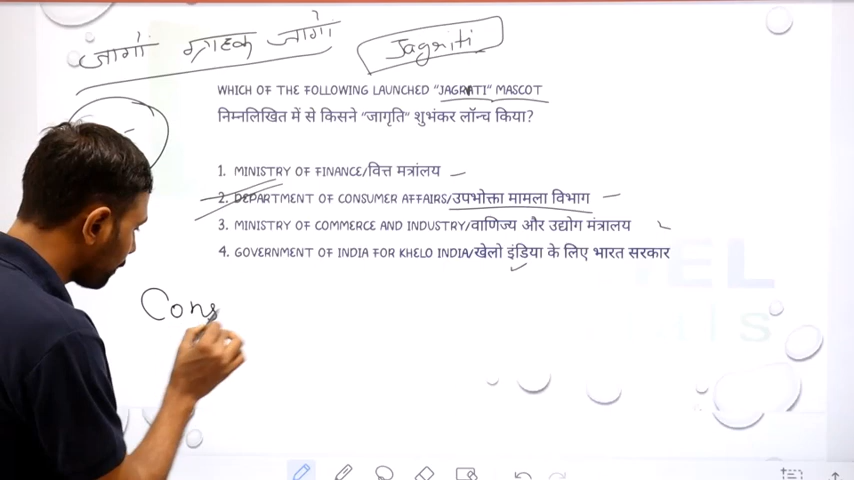 जागो ग्राहक जागो
Jagriti
WHICH OF THE FOLLOWING LAUNCHED "JAGRATI" MASCOT
निम्नलिखित में से किसने "जागृति" शुभंकर लॉन्च किया?
1. MINISTRY OF FINANCE/वित्त मत्रांलय
2. DEPARTMENT OF CONSUMER AFFAIRS/उपभोक्ता मामला विभाग
3. MINISTRY OF COMMERCE AND INDUSTRY/वाणिज्य और उद्योग मंत्रालय
4. GOVERNMENT OF INDIA FOR KHELO INDIA/खेलो इंडिया के लिए भारत सरकार
Cons